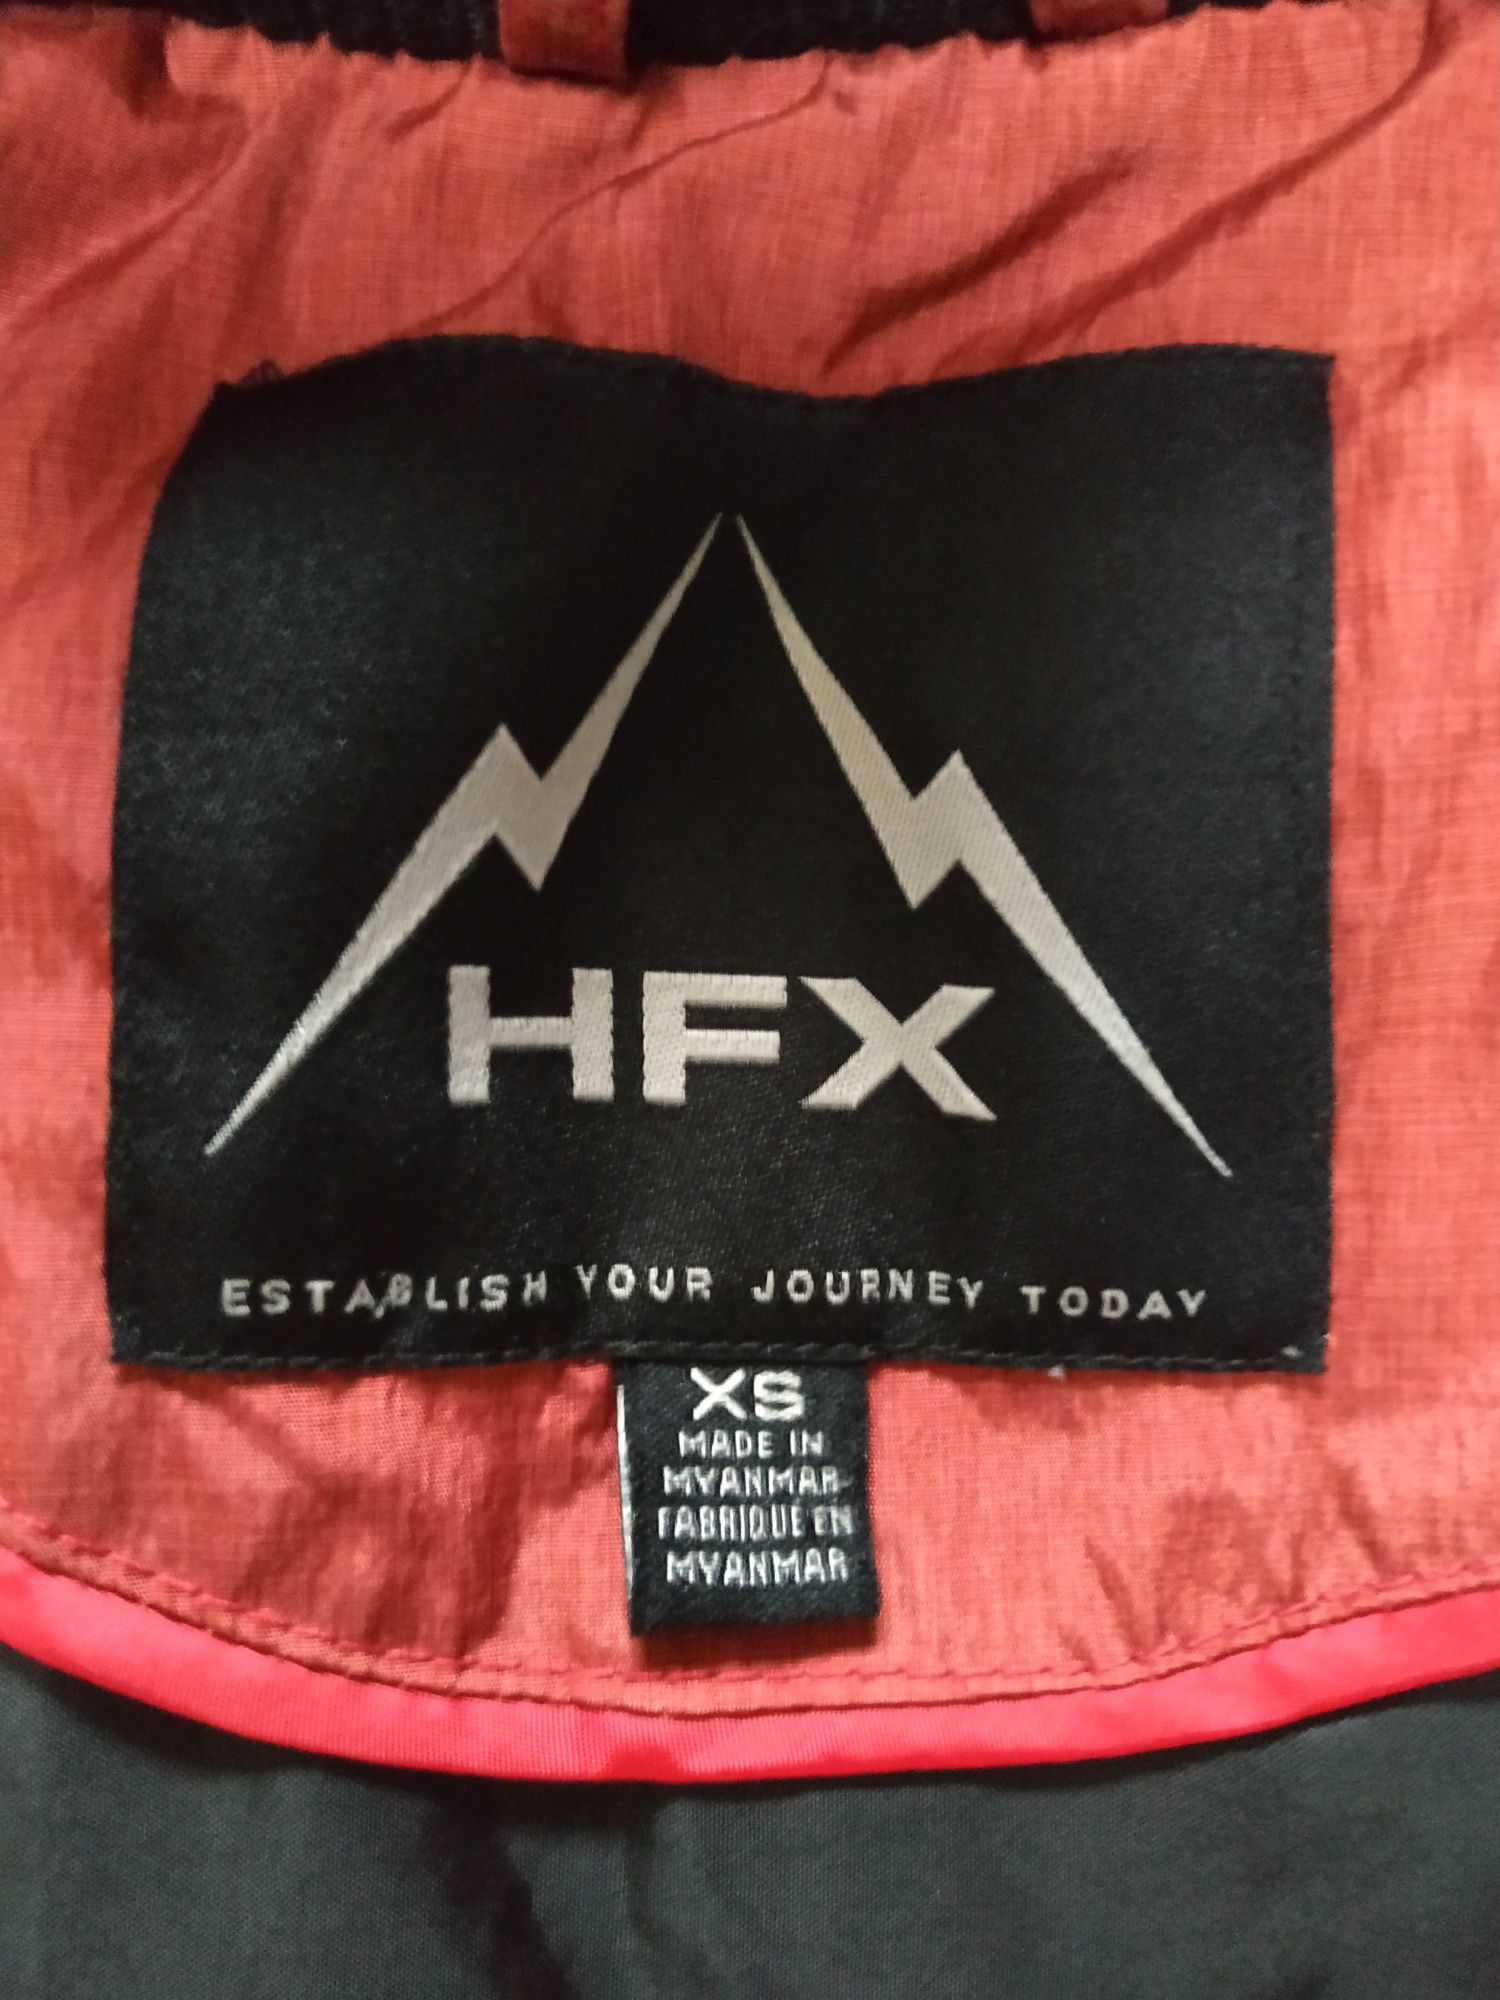 HFX
ESTABLISH YOUR JOURNEY TODAY
XS
MADE IN
MYANMAR
FABRIQUE EN
MYANMAR